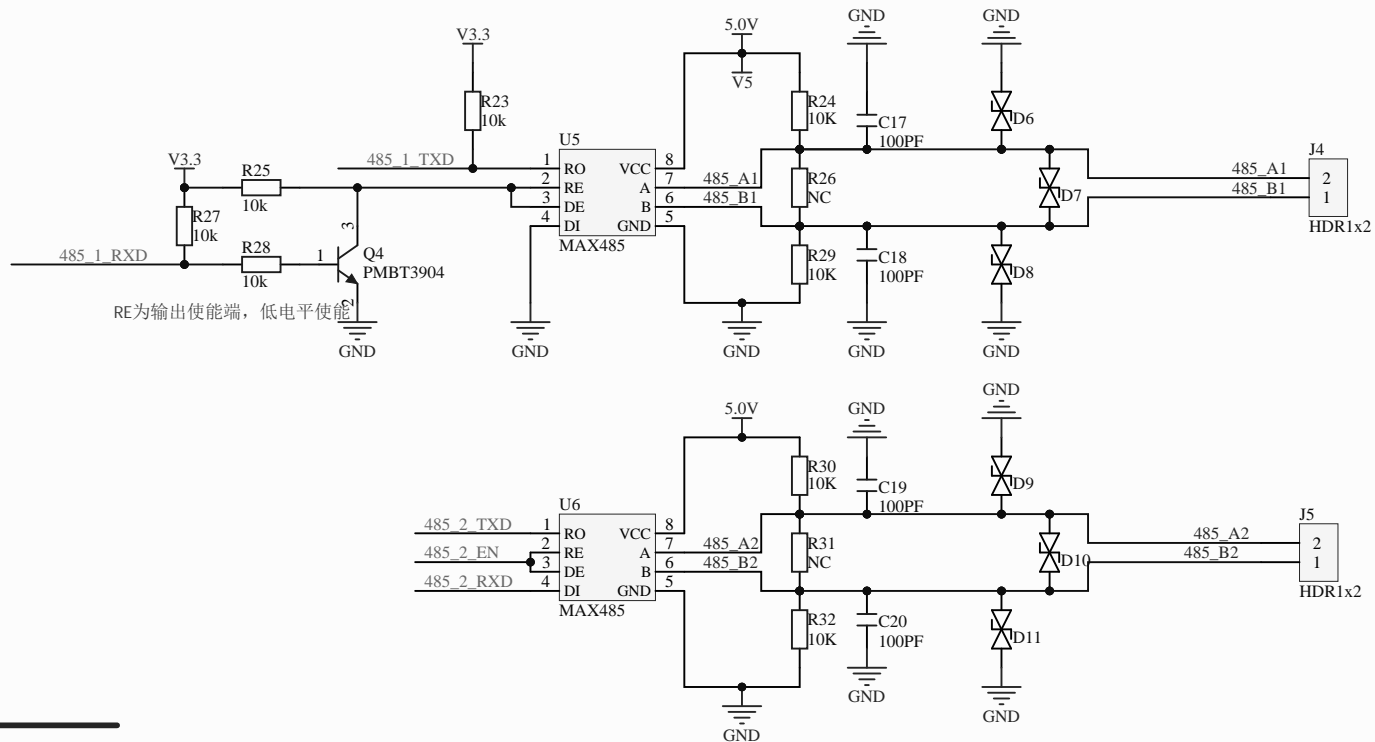 GND
GND
5.0V
V3.3
V5
R23
10k
R24
10K
C17
100PF
D6
U5
485_1_TXD
1
RO
VCC
8
J4
V3.3
R25
10k
2
RE
A
7
485_A1
R26
NC
D7
485_A1
2
3
DE
B
6
485_B1
485_B1
1
R27
10k
3
4
DI
GND
5
HDR1x2
MAX485
485_1_RXD
R28
10k
1
Q4
PMBT3904
2
R29
10K
C18
100PF
D8
RE为输出使能端，低电平使能
GND
GND
GND
GND
GND
GND
GND
5.0V
R30
10K
C19
100PF
D9
U6
485_2_TXD
1
RO
VCC
8
J5
485_2_EN
2
RE
A
7
485_A2
R31
NC
D10
485_A2
2
3
DE
B
6
485_B2
485_B2
1
485_2_RXD
4
DI
GND
5
HDR1x2
MAX485
R32
10K
C20
100PF
D11
GND
GND
GND